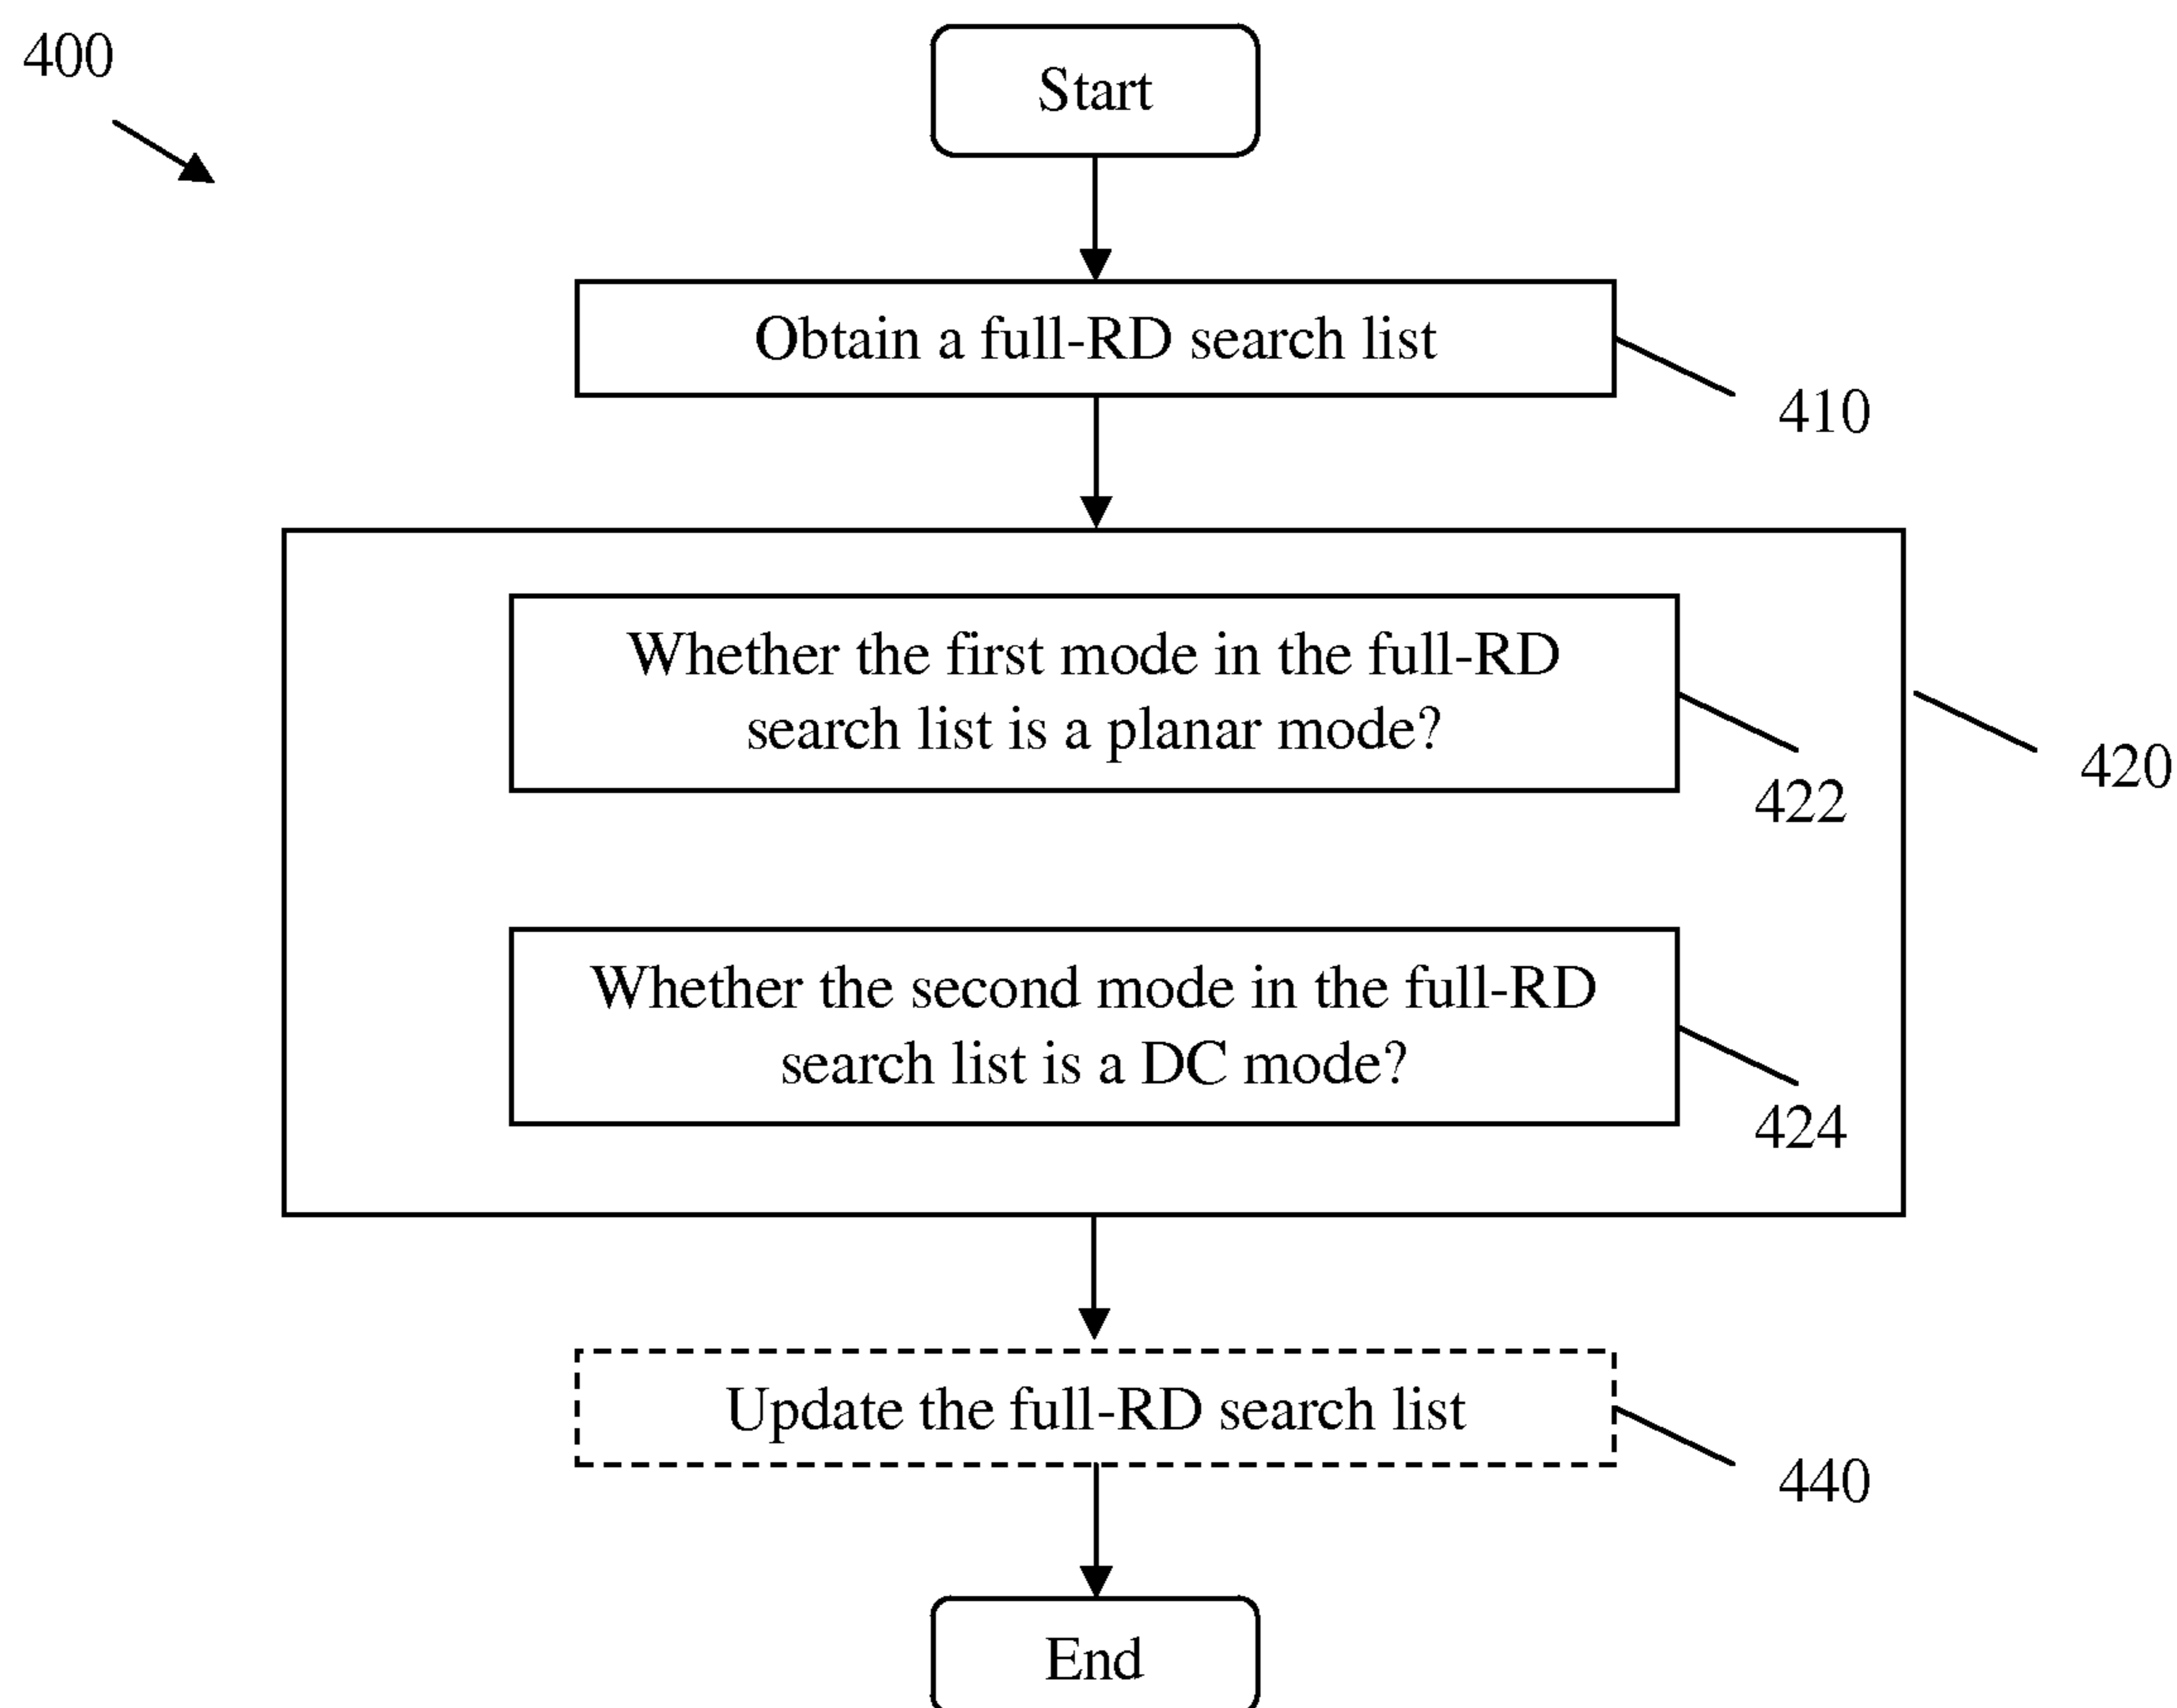 400
Start
Obtain a full-RD search list
410
Whether the first mode in the full-RD
search list is a planar mode?
422
420
Whether the second mode in the full-RD
search list is a DC mode?
424
Update the full-RD search list
440
End